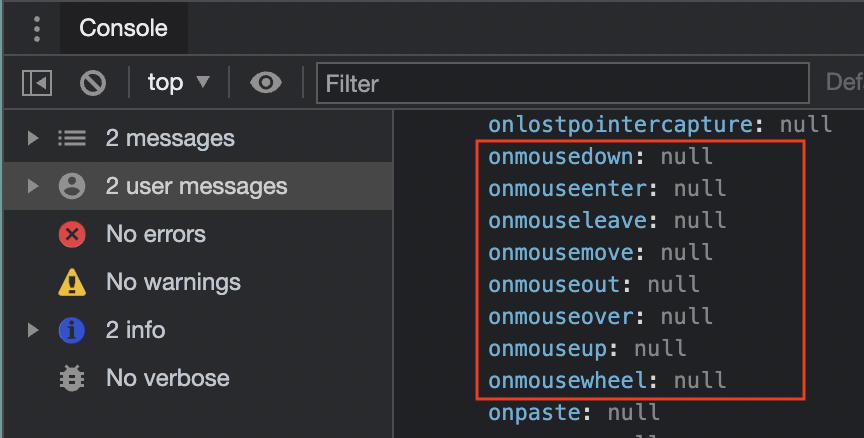 Console
top ▼ Filter Def
2 messages
2 user messages
No errors
No warnings
2 info
No verbose
onlostpointercapture: null
onmousedown: null
onmouseenter: null
onmouseleave: null
onmousemove: null
onmouseout: null
onmouseover: null
onmouseup: null
onmousewheel: null
onpaste: null